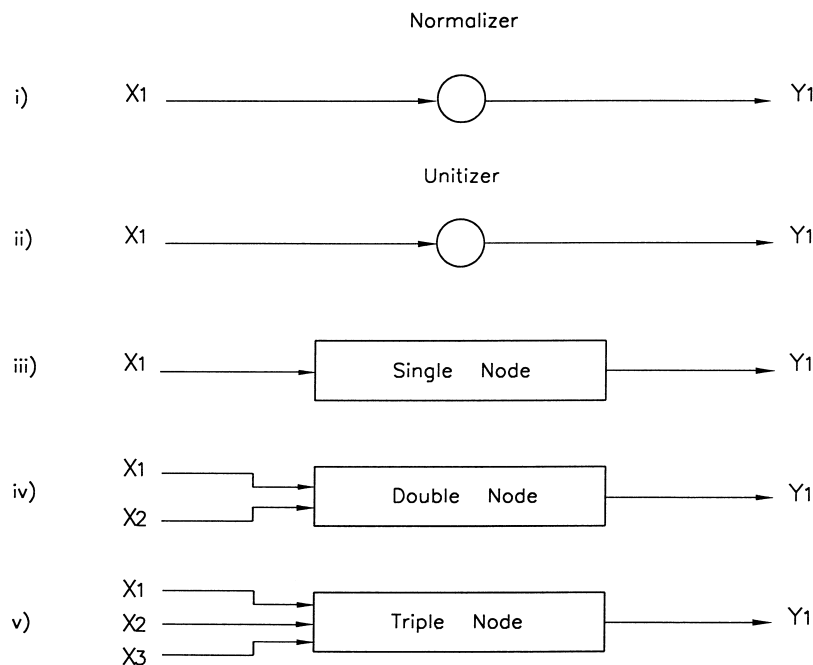 Normalizer
i) X1 Y1
Unitizer
ii) X1 Y1
iii) X1 Single Node Y1
X1
iv) Double Node Y1
X2
X1
v) X2 Triple Node Y1
X3